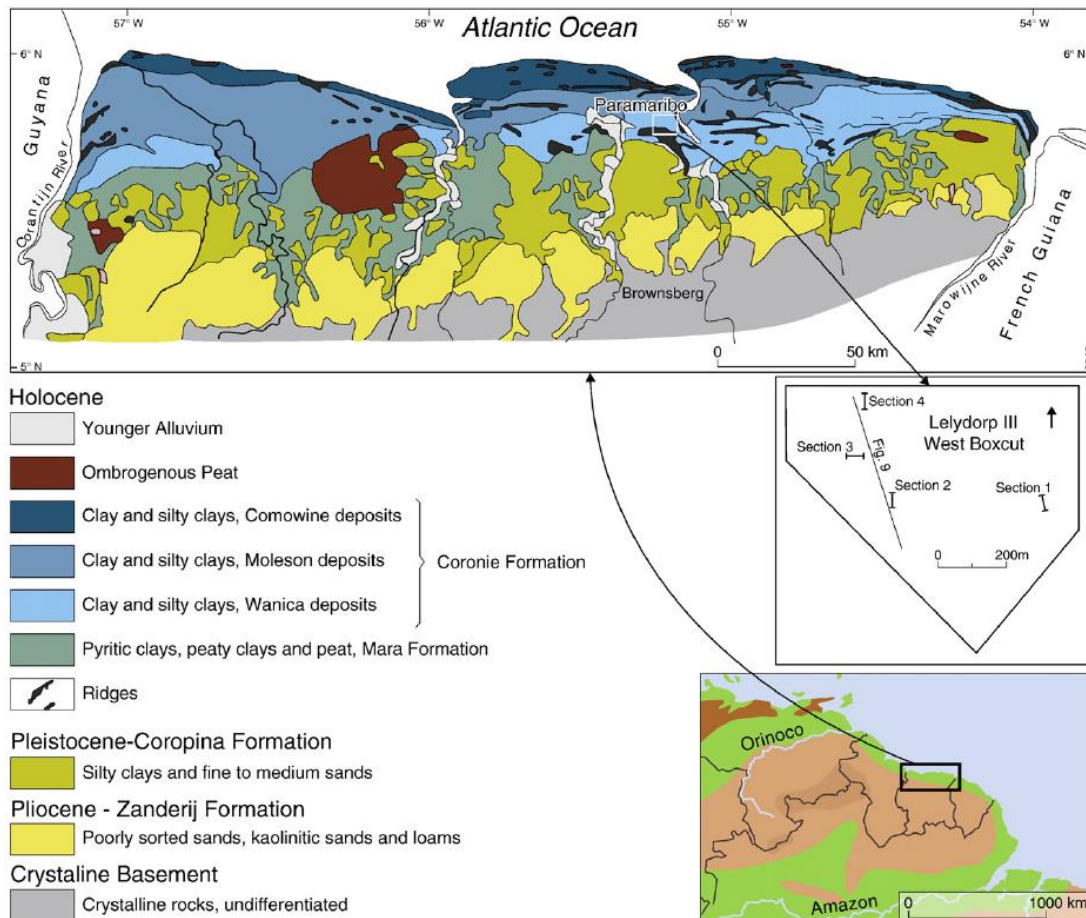 57° W
56° W
55° W
54° W
Atlantic Ocean
6° N
6° N
Guyana
Corantijn River
Paramaribo
Brownsberg
Marowijne River
French Guiana
0 50 km
5° N
Holocene
Younger Alluvium
Ombrogenous Peat
Clay and silty clays, Comowine deposits
Clay and silty clays, Moleson deposits
Coronie Formation
Clay and silty clays, Wanica deposits
Pyritic clays, peaty clays and peat, Mara Formation
Ridges
Pleistocene-Coropina Formation
Silty clays and fine to medium sands
Pliocene - Zanderij Formation
Poorly sorted sands, kaolinitic sands and loams
Crystaline Basement
Crystalline rocks, undifferentiated
Section 4
Lelydorp III
West Boxcut
Section 3
Fig. 9
Section 2
Section 1
0 200m
Orinoco
Amazon
0 1000 km